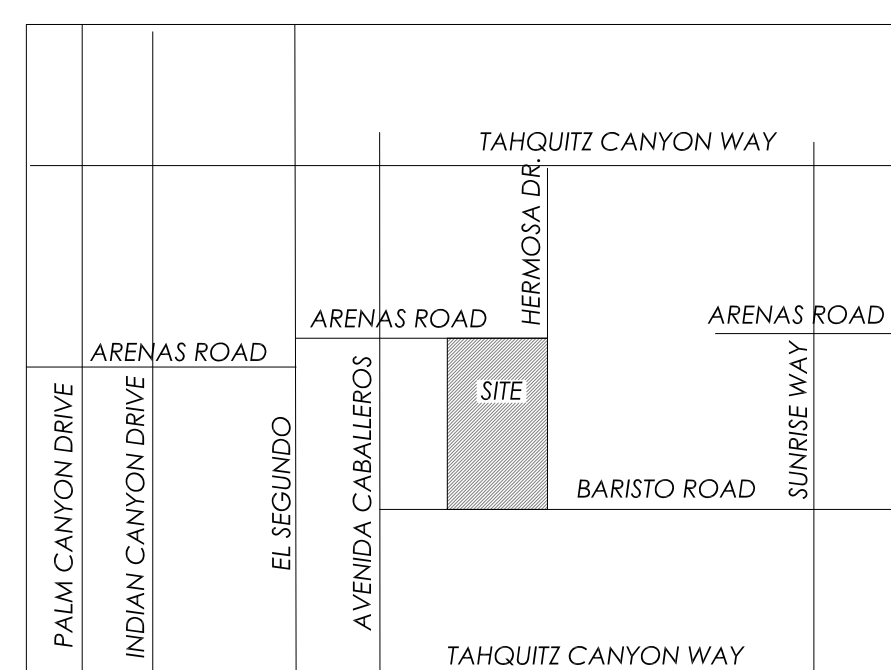 TAHQUITZ CANYON WAY
HERMOSA DR.
ARENAS ROAD
ARENAS ROAD
ARENAS ROAD
SITE
PALM CANYON DRIVE
INDIAN CANYON DRIVE
EL SEGUNDO
AVENIDA CABALLEROS
SUNRISE WAY
BARISTO ROAD
TAHQUITZ CANYON WAY